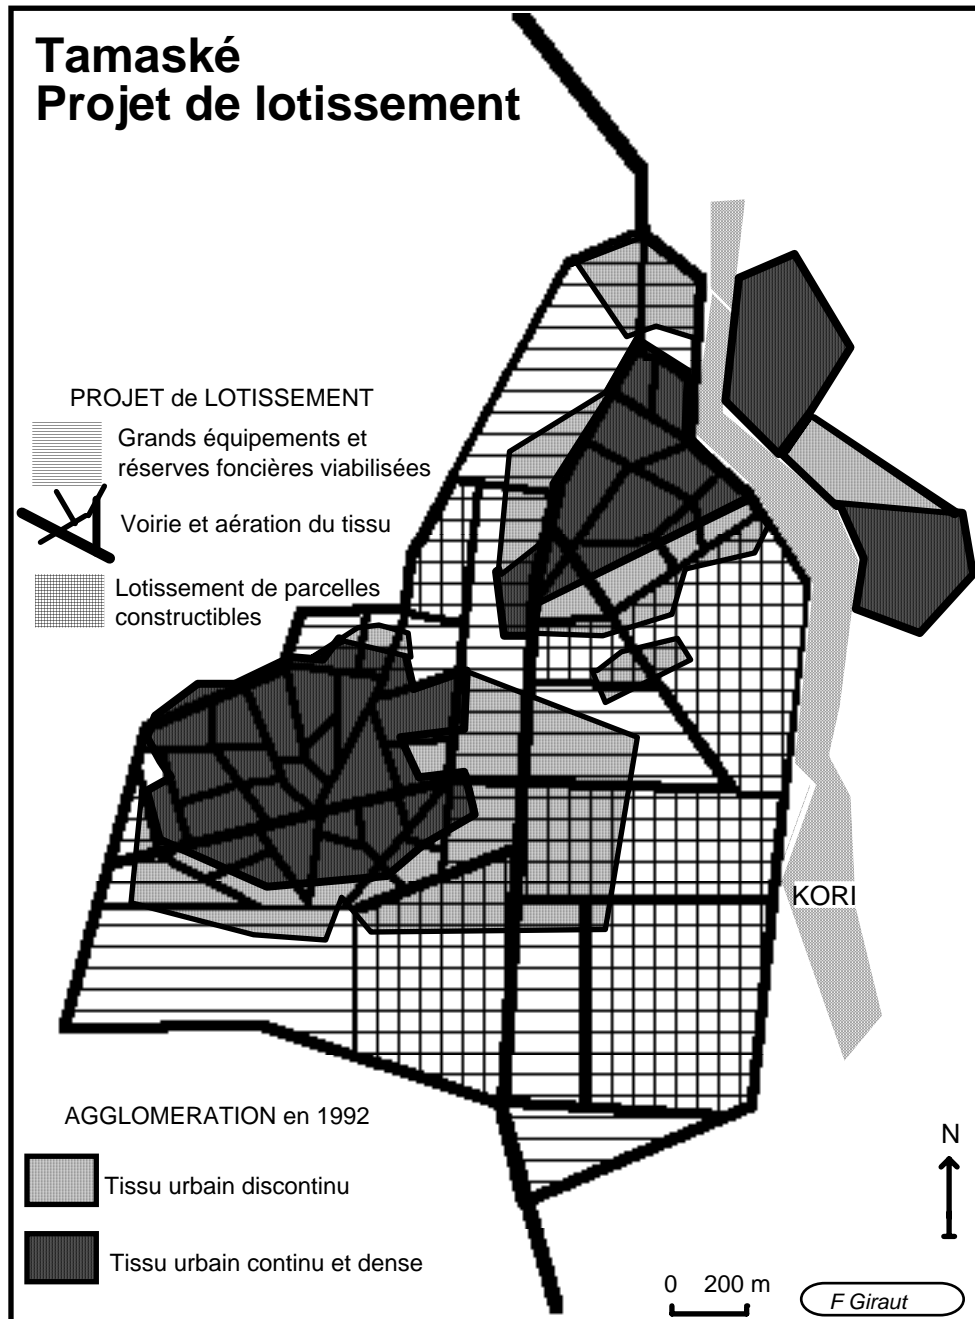 Tamaské
Projet de lotissement
PROJET de LOTISSEMENT
Grands équipements et
réserves foncières viabilisées
Voirie et aération du tissu
Lotissement de parcelles
constructibles
KORI
AGGLOMERATION en 1992
Tissu urbain discontinu
Tissu urbain continu et dense
N
0 200 m
F Giraut